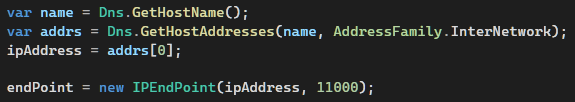 var name = Dns.GetHostName();
var addrs = Dns.GetHostAddresses(name, AddressFamily.InterNetwork);
ipAddress = addrs[0];
endPoint = new IPEndPoint(ipAddress, 11000);